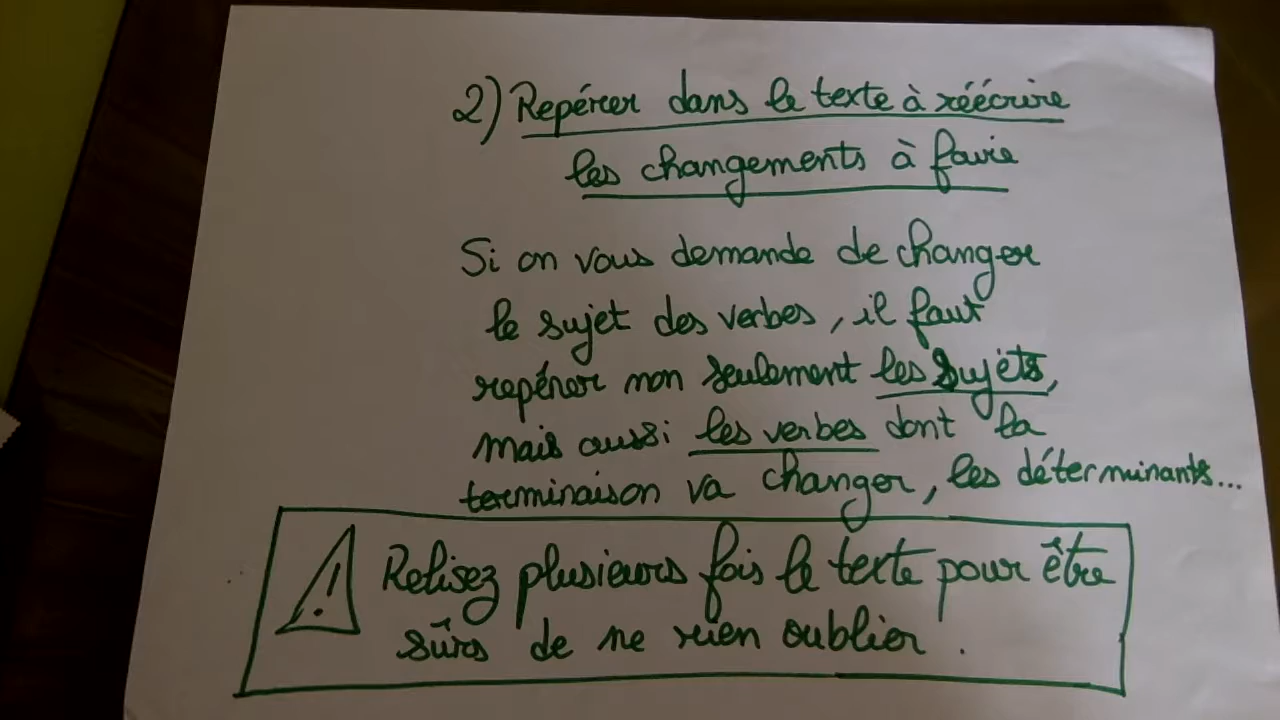 2) Repérer dans le texte à réécrire
les changements à faire
Si on vous demande de changer
le sujet des verbes, il faut
repérer non seulement les sujets,
mais aussi les verbes dont la
terminaison va changer, les déterminants...
! Relisez plusieurs fois le texte pour être
sûrs de ne rien oublier.